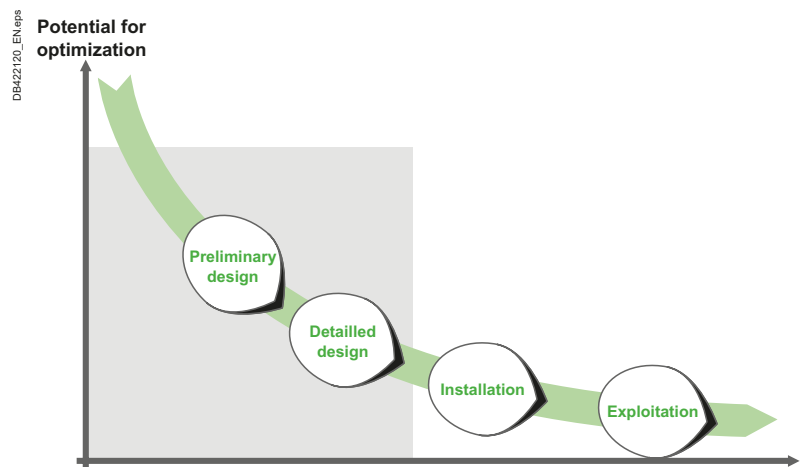 DB422120_EN.eps
Potential for
optimization
Preliminary
design
Detailled
design
Installation
Exploitation